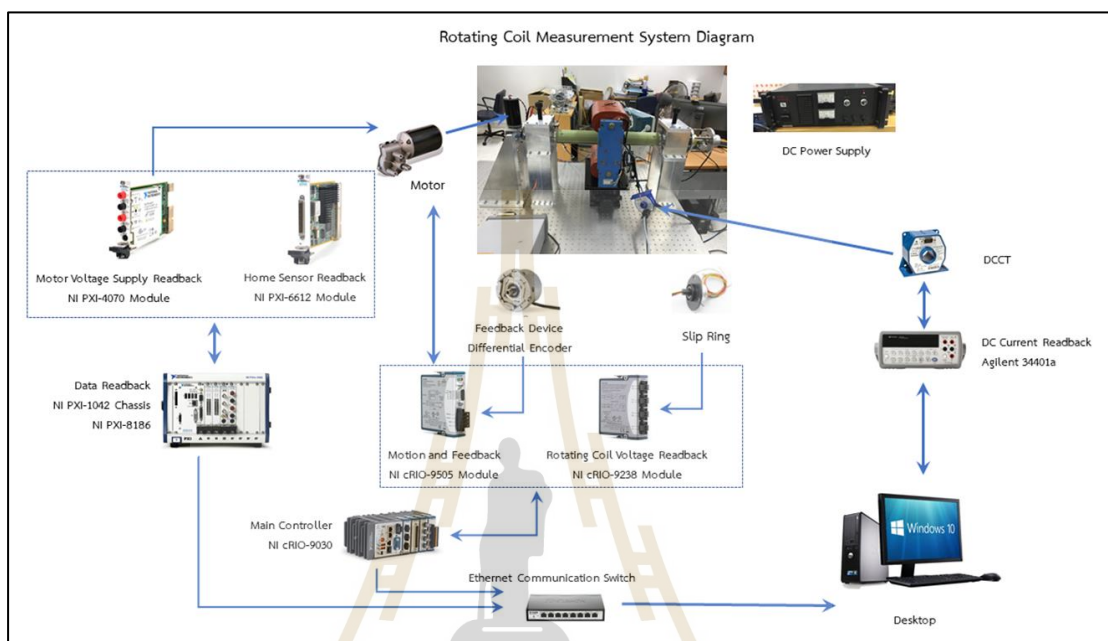 Rotating Coil Measurement System Diagram
DC Power Supply
Motor
Motor Voltage Supply Readback
NI PXI-4070 Module
Home Sensor Readback
NI PXI-6612 Module
DCCT
Feedback Device
Differential Encoder
Slip Ring
DC Current Readback
Agilent 34401a
Data Readback
NI PXI-1042 Chassis
NI PXI-8186
Motion and Feedback
NI cRIO-9505 Module
Rotating Coil Voltage Readback
NI cRIO-9238 Module
Main Controller
NI cRIO-9030
Ethernet Communication Switch
Windows 10
Desktop